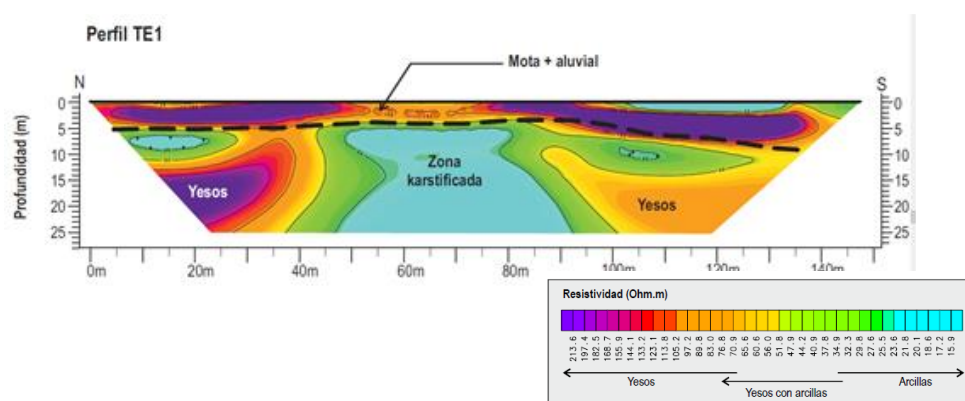 Perfil TE1
Mota + aluvial
N
S
0
5
10
15
20
25
Profundidad (m)
0
5
10
15
20
25
Yesos
Zona
karstificada
Yesos
0m 20m 40m 60m 80m 100m 120m 140m
Resistividad (Ohm.m)
213.6 197.4 182.5 168.7 155.9 144.1 133.2 123.1 113.8 105.2 97.2 89.8 83.0 76.8 70.9 65.6 60.6 56.0 51.8 47.9 44.2 40.9 37.8 34.9 32.3 29.8 27.6 25.5 23.6 21.8 20.1 18.6 17.2 15.9
Yesos
Yesos con arcillas
Arcillas